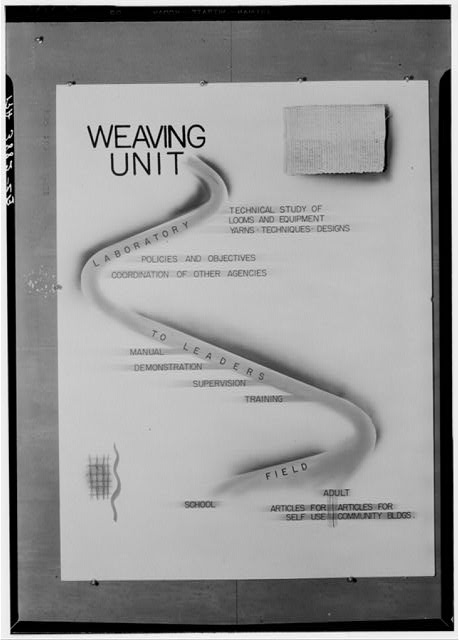 WEAVING
UNIT
LABORATORY
TECHNICAL STUDY OF
LOOMS AND EQUIPMENT
YARNS - TECHNIQUES - DESIGNS
POLICIES AND OBJECTIVES
COORDINATION OF OTHER AGENCIES
TO LEADERS
MANUAL
DEMONSTRATION
SUPERVISION
TRAINING
FIELD
SCHOOL
ADULT
ARTICLES FOR
SELF USE
ARTICLES FOR
COMMUNITY BLDGS.